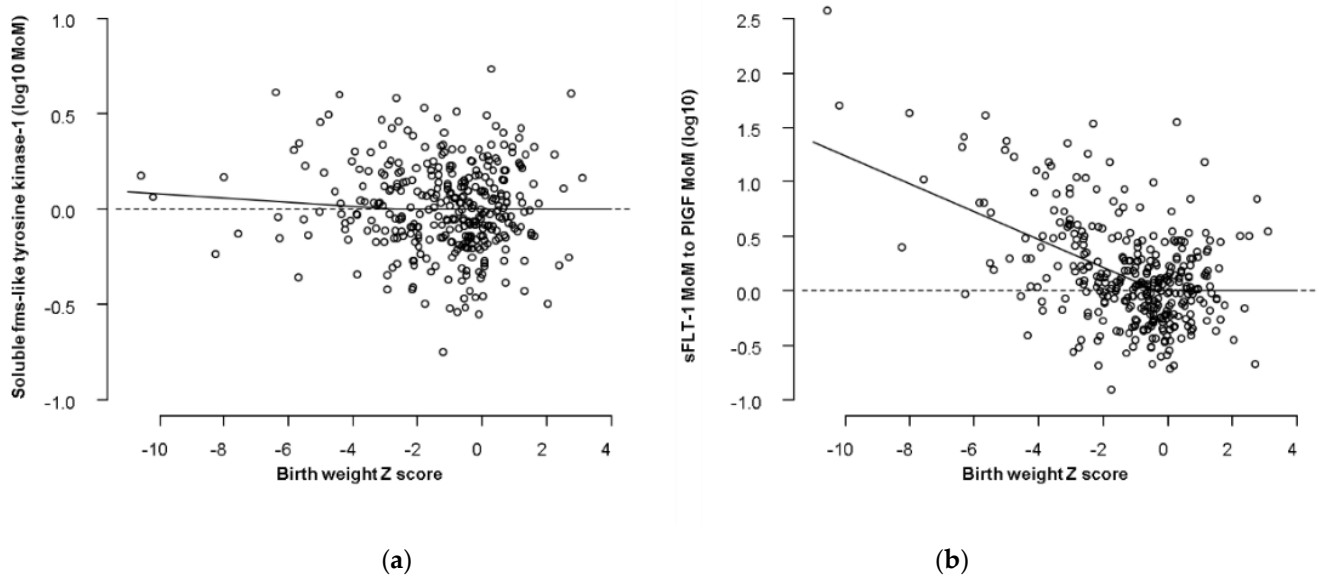 Soluble fms-like tyrosine kinase-1 (log10 MoM)
1.0
0.5
0.0
-0.5
-1.0
-10 -8 -6 -4 -2 0 2 4
Birth weight Z score
(a)
sFLT-1 MoM to PlGF MoM (log10)
2.5
2.0
1.5
1.0
0.5
0.0
-0.5
-1.0
-10 -8 -6 -4 -2 0 2 4
Birth weight Z score
(b)